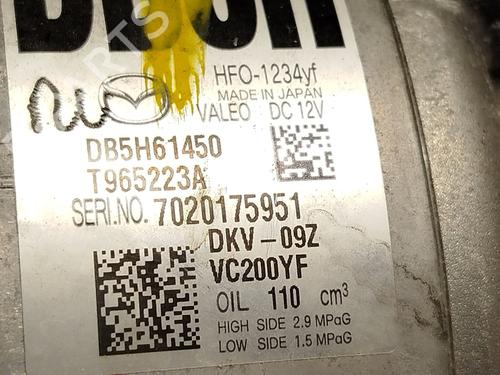 HFO-1234yf
MADE IN JAPAN
VALEO DC 12V
DB5H61450
T965223A
SERI.NO. 7020175951
DKV-09Z
VC200YF
OIL 110 cm³
HIGH SIDE 2.9 MPaG
LOW SIDE 1.5 MPaG